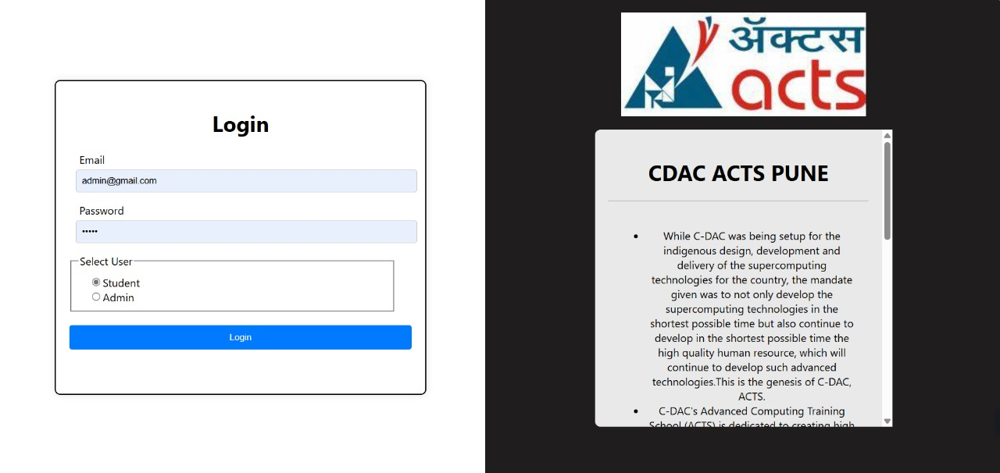 Login
Email
admin@gmail.com
Password
•••••
Select User
Student
Admin
Login
ॲक्टस
acts
CDAC ACTS PUNE
• While C-DAC was being setup for the
indigenous design, development and
delivery of the supercomputing
technologies for the country, the mandate
given was to not only develop the
supercomputing technologies in the
shortest possible time but also continue to
develop in the shortest possible time the
high quality human resource, which will
continue to develop such advanced
technologies.This is the genesis of C-DAC,
ACTS.
• C-DAC's Advanced Computing Training
School (ACTS) is dedicated to creating high